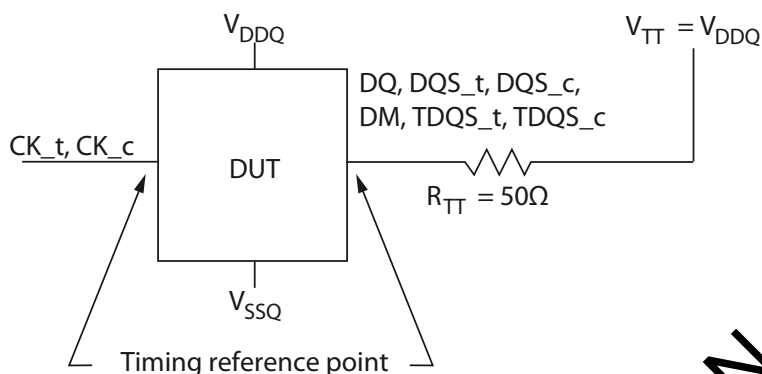 V_DDQ
V_TT = V_DDQ
DQ, DQS_t, DQS_c,
DM, TDQS_t, TDQS_c
CK_t, CK_c
DUT
R_TT = 50Ω
V_SSQ
Timing reference point
N